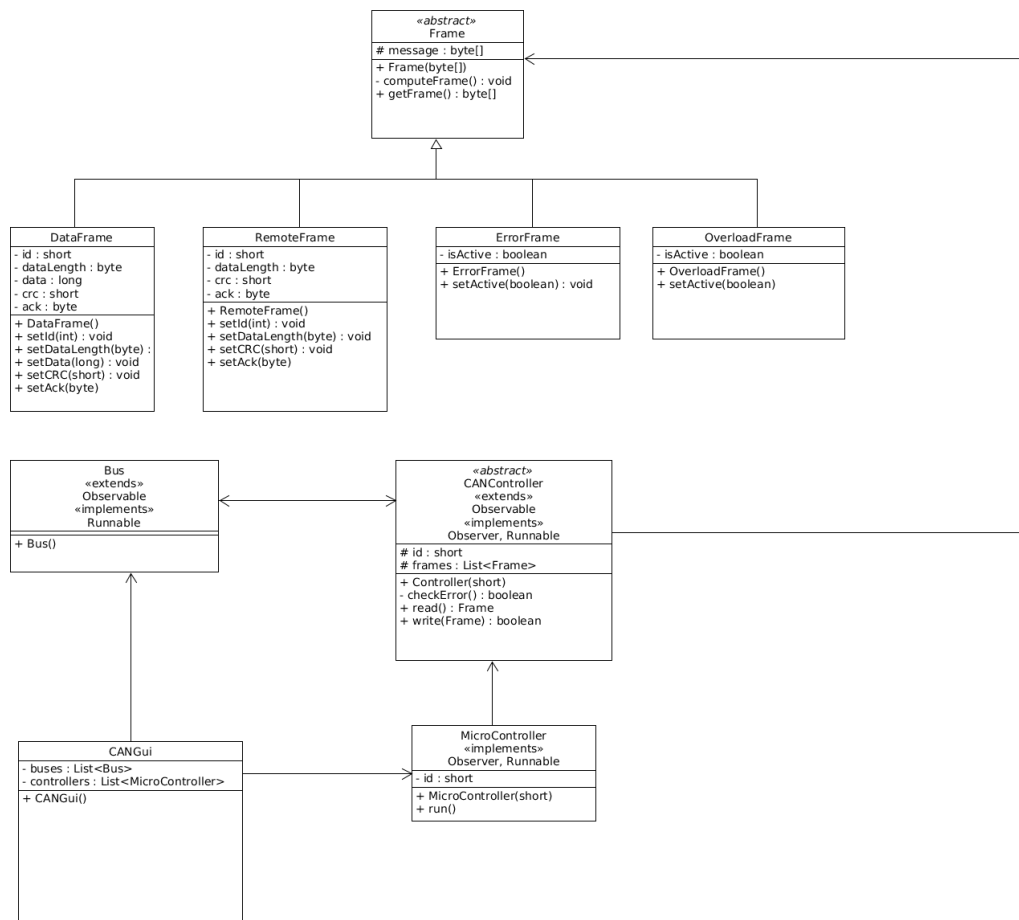 «abstract»
Frame
# message : byte[]
+ Frame(byte[])
- computeFrame() : void
+ getFrame() : byte[]
DataFrame
- id : short
- dataLength : byte
- data : long
- crc : short
- ack : byte
+ DataFrame()
+ setId(int) : void
+ setDataLength(byte) :
+ setData(long) : void
+ setCRC(short) : void
+ setAck(byte)
RemoteFrame
- id : short
- dataLength : byte
- crc : short
- ack : byte
+ RemoteFrame()
+ setId(int) : void
+ setDataLength(byte) : void
+ setCRC(short) : void
+ setAck(byte)
ErrorFrame
- isActive : boolean
+ ErrorFrame()
+ setActive(boolean) : void
OverloadFrame
- isActive : boolean
+ OverloadFrame()
+ setActive(boolean)
Bus
«extends»
Observable
«implements»
Runnable
+ Bus()
«abstract»
CANController
«extends»
Observable
«implements»
Observer, Runnable
# id : short
# frames : List<Frame>
+ Controller(short)
- checkError() : boolean
+ read() : Frame
+ write(Frame) : boolean
CANGui
- buses : List<Bus>
- controllers : List<MicroController>
+ CANGui()
MicroController
«implements»
Observer, Runnable
- id : short
+ MicroController(short)
+ run()